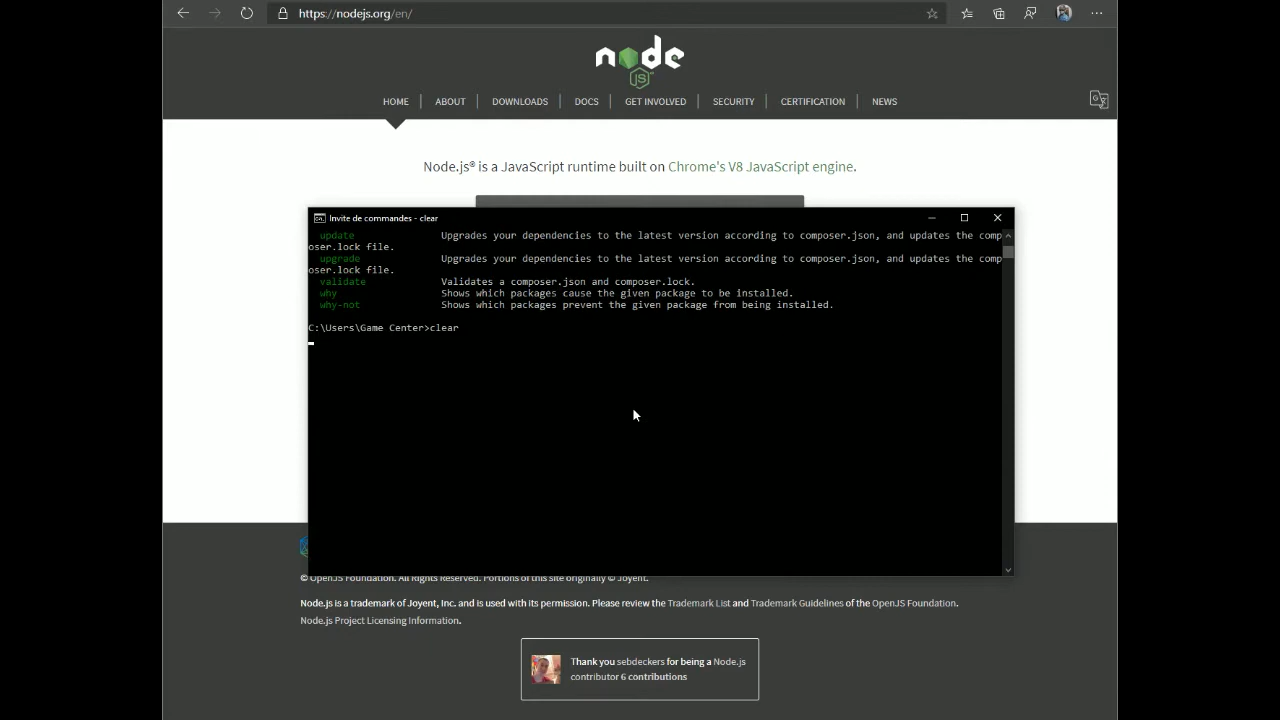 https://nodejs.org/en/
node
JS
HOME | ABOUT | DOWNLOADS | DOCS | GET INVOLVED | SECURITY | CERTIFICATION | NEWS
Node.js® is a JavaScript runtime built on Chrome's V8 JavaScript engine.
Invite de commandes - clear
update Upgrades your dependencies to the latest version according to composer.json, and updates the comp
oser.lock file.
upgrade Upgrades your dependencies to the latest version according to composer.json, and updates the comp
oser.lock file.
validate Validates a composer.json and composer.lock.
why Shows which packages cause the given package to be installed.
why-not Shows which packages prevent the given package from being installed.
C:\Users\Game Center>clear
© OpenJS Foundation. All Rights Reserved. Portions of this site originally © Joyent.
Node.js is a trademark of Joyent, Inc. and is used with its permission. Please review the Trademark List and Trademark Guidelines of the OpenJS Foundation.
Node.js Project Licensing Information.
Thank you sebdeckers for being a Node.js
contributor 6 contributions